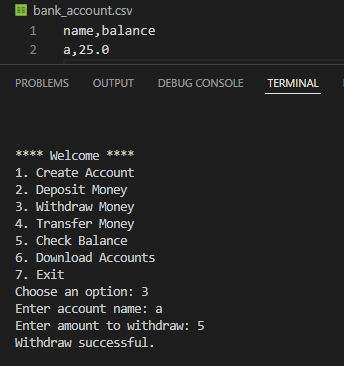 bank_account.csv
1 name,balance
2 a,25.0
PROBLEMS OUTPUT DEBUG CONSOLE TERMINAL
**** Welcome ****
1. Create Account
2. Deposit Money
3. Withdraw Money
4. Transfer Money
5. Check Balance
6. Download Accounts
7. Exit
Choose an option: 3
Enter account name: a
Enter amount to withdraw: 5
Withdraw successful.